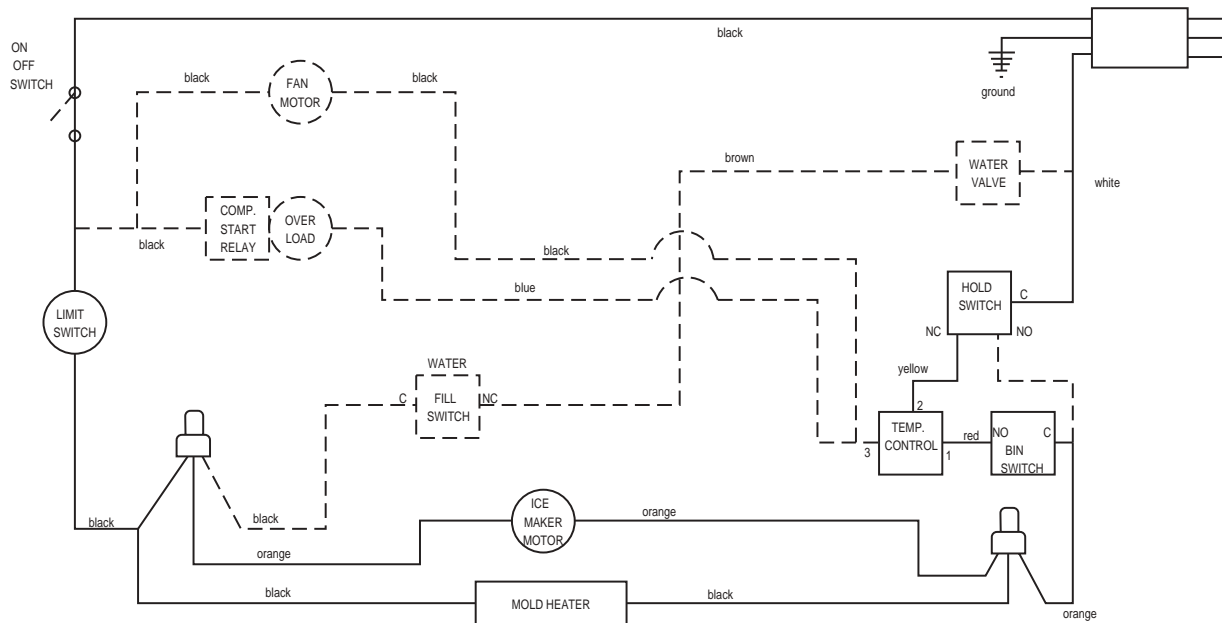 black
ON
OFF
SWITCH
black
FAN
MOTOR
black
ground
brown
WATER
VALVE
white
COMP.
START
RELAY
OVER
LOAD
black
black
blue
HOLD
SWITCH
C
NC
NO
LIMIT
SWITCH
WATER
C
FILL
SWITCH
NC
yellow
2
TEMP.
CONTROL
3
1
red
NO
C
BIN
SWITCH
black
black
ICE
MAKER
MOTOR
orange
orange
black
MOLD HEATER
black
orange